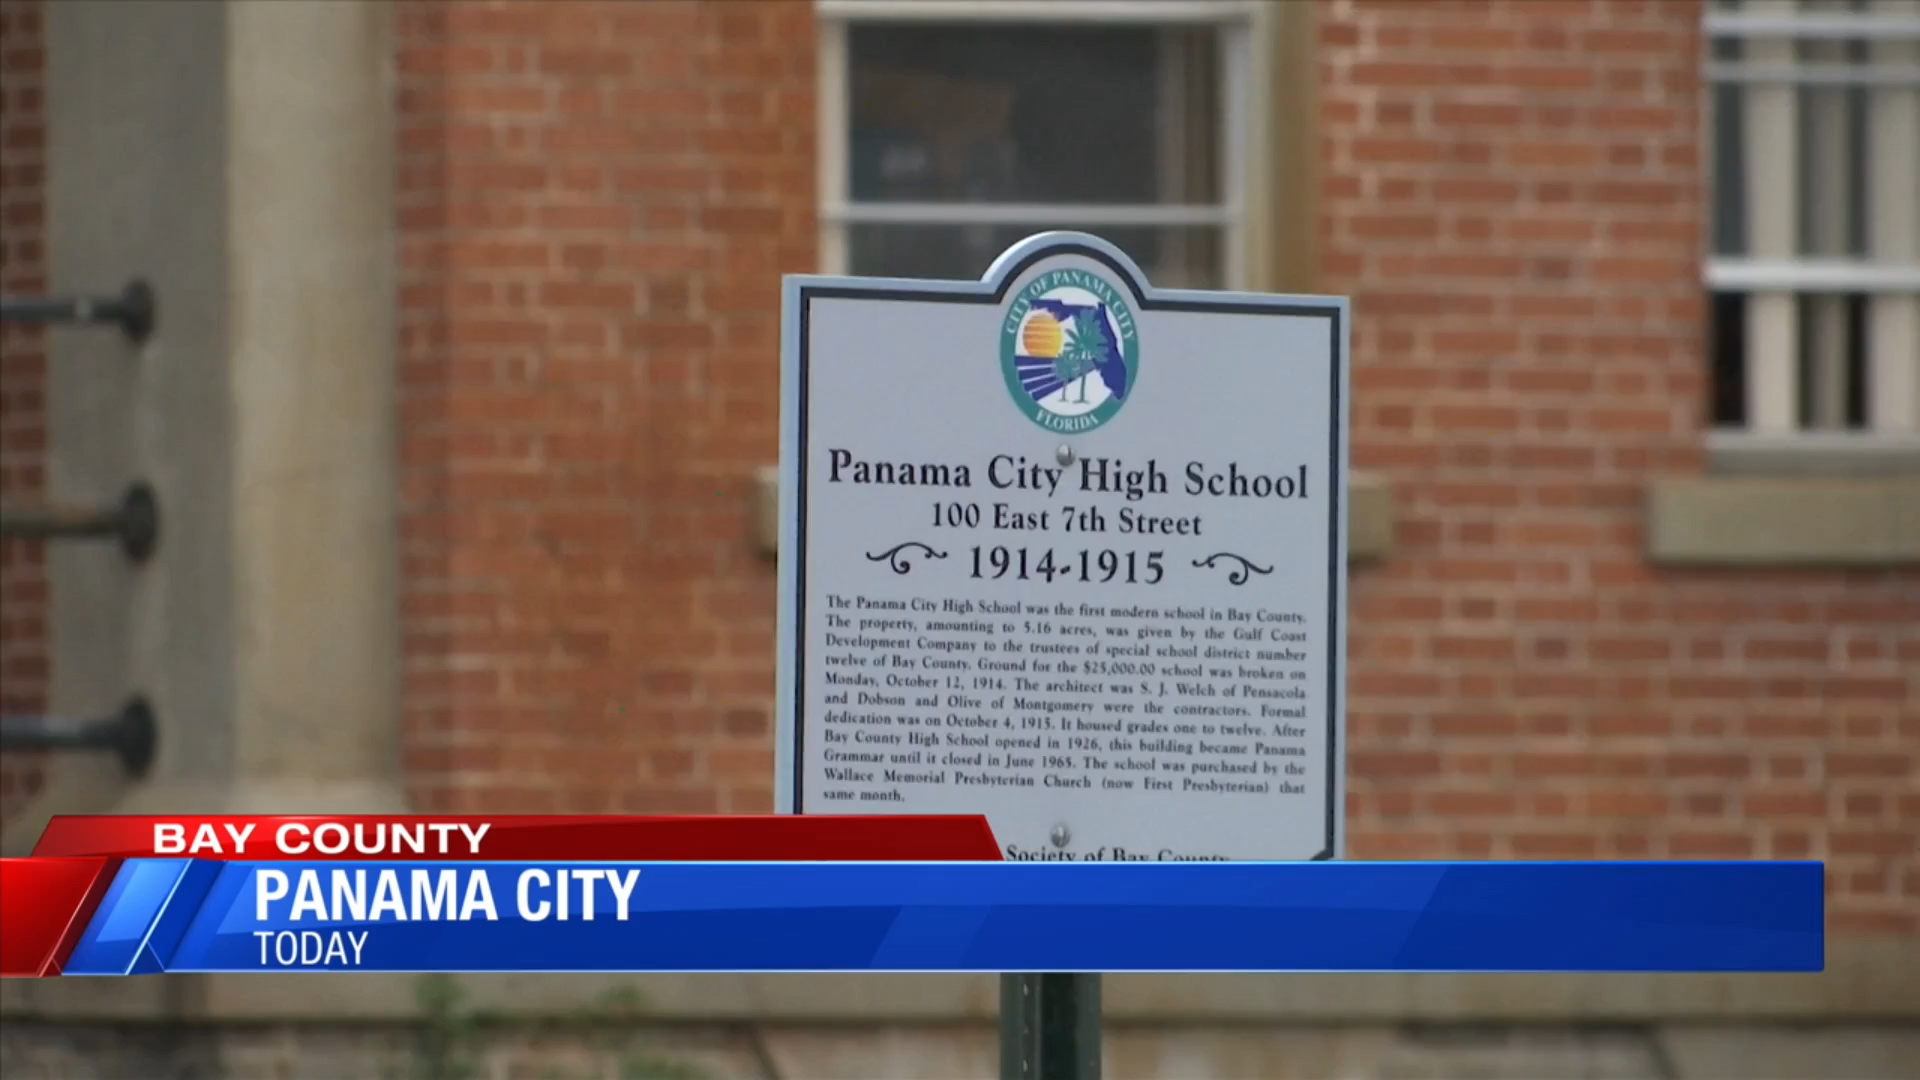 CITY OF PANAMA CITY
FLORIDA
Panama City High School
100 East 7th Street
1914-1915
The Panama City High School was the first modern school in Bay County.
The property, amounting to 5.16 acres, was given by the Gulf Coast
Development Company to the trustees of special school district number
twelve of Bay County. Ground for the $25,000.00 school was broken on
Monday, October 12, 1914. The architect was S. J. Welch of Pensacola
and Dobson and Olive of Montgomery were the contractors. Formal
dedication was on October 4, 1915. It housed grades one to twelve. After
Bay County High School opened in 1926, this building became Panama
Grammar until it closed in June 1965. The school was purchased by the
Wallace Memorial Presbyterian Church (now First Presbyterian) that
same month.
Society of Bay County
BAY COUNTY
PANAMA CITY
TODAY